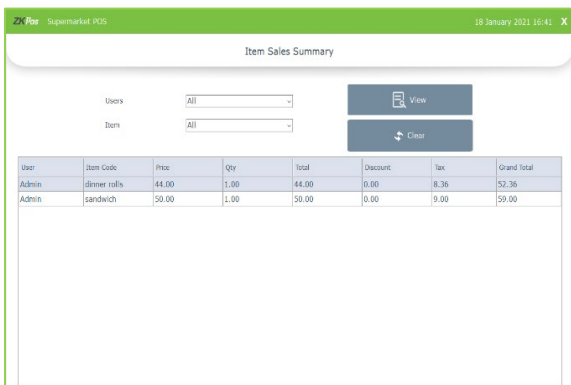 ZKPos Supermarket POS 18 January 2021 16:41 X
Item Sales Summary
Users All View
Item All Clear
User Item Code Price Qty Total Discount Tax Grand Total
Admin dinner rolls 44.00 1.00 44.00 0.00 8.36 52.36
Admin sandwich 50.00 1.00 50.00 0.00 9.00 59.00